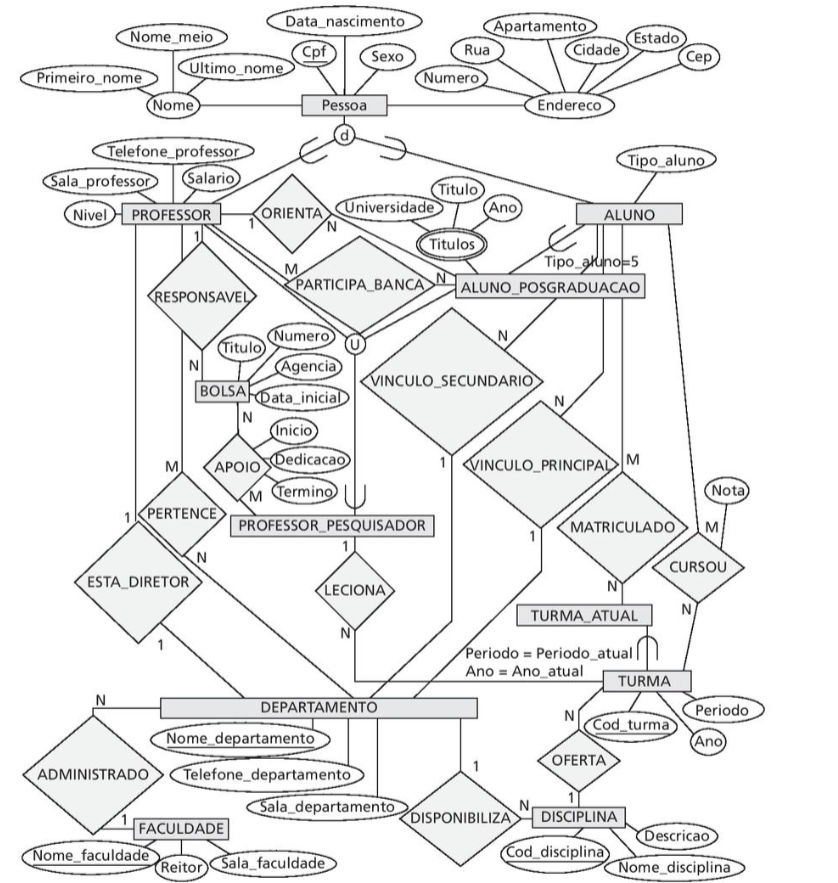 Data_nascimento
Nome_meio
Cpf
Sexo
Apartamento
Rua
Cidade
Estado
Cep
Primeiro_nome
Ultimo_nome
Numero
Nome
Pessoa
Endereco
d
Telefone_professor
Tipo_aluno
Sala_professor
Salario
Nivel
PROFESSOR
1
ORIENTA
N
Universidade
Titulo
Ano
Titulos
ALUNO
1
Tipo_aluno=5
M
PARTICIPA_BANCA
N
ALUNO_POSGRADUACAO
RESPONSAVEL
U
N
Titulo
Numero
Agencia
N
BOLSA
Data_inicial
VINCULO_SECUNDARIO
N
N
Inicio
APOIO
Dedicacao
M
Termino
M
1
VINCULO_PRINCIPAL
M
Nota
1
PERTENCE
PROFESSOR_PESQUISADOR
MATRICULADO
M
N
1
1
ESTA_DIRETOR
LECIONA
CURSOU
N
N
1
N
TURMA_ATUAL
Periodo = Periodo_atual
Ano = Ano_atual
TURMA
N
DEPARTAMENTO
Nome_departamento
N
Cod_turma
Periodo
Ano
ADMINISTRADO
Telefone_departamento
1
OFERTA
Sala_departamento
1
1
FACULDADE
DISPONIBILIZA
N
DISCIPLINA
Descricao
Nome_faculdade
Reitor
Sala_faculdade
Cod_disciplina
Nome_disciplina